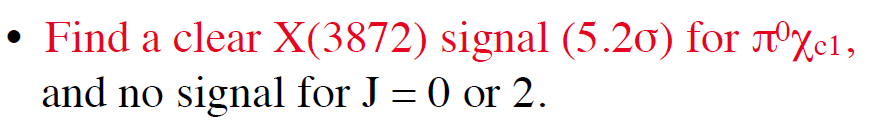 • Find a clear X(3872) signal (5.2σ) for π⁰χc1,
and no signal for J = 0 or 2.